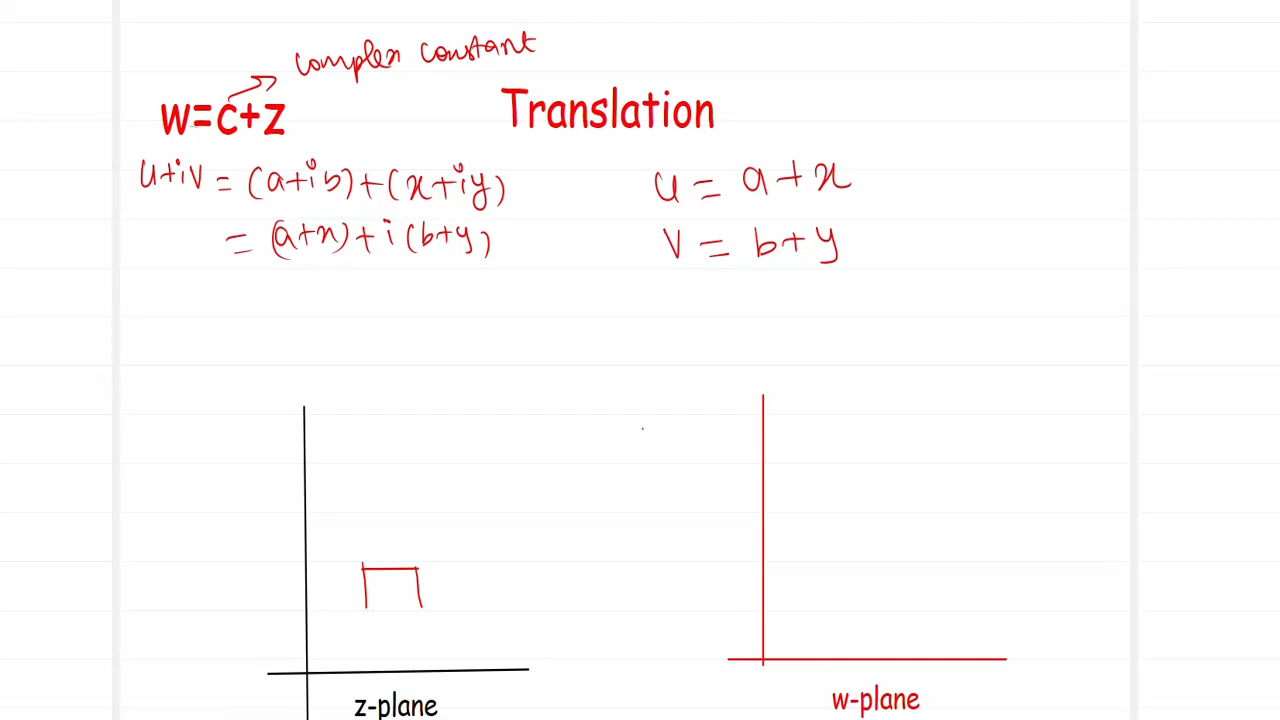 complex constant
w=c+z
Translation
u+iv = (a+ib)+(x+iy)
= (a+x)+i(b+y)
u = a+x
v = b+y
z-plane
w-plane